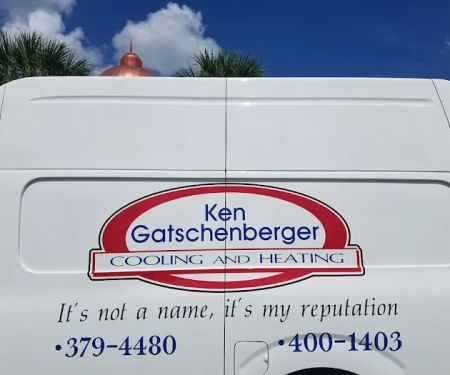 Ken
Gatschenberger
COOLING AND HEATING
It's not a name, it's my reputation
•379-4480 •400-1403